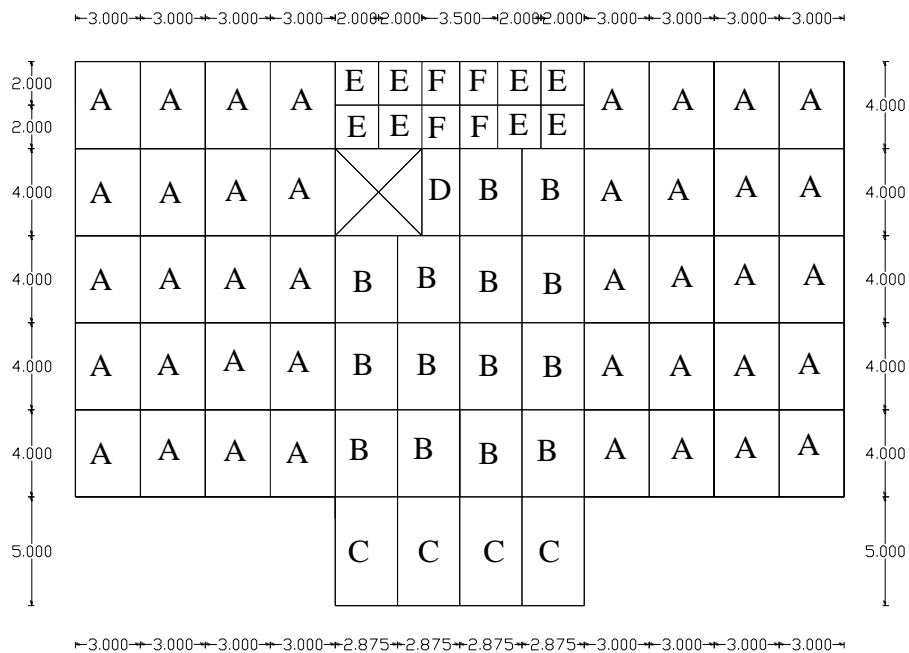 3.000 3.000 3.000 3.000 2.000 2.000 3.500 2.000 2.000 3.000 3.000 3.000 3.000
2.000 A A A A E E F F E E A A A A 4.000
2.000 E E F F E E
4.000 A A A A D B B A A A A 4.000
4.000 A A A A B B B B A A A A 4.000
4.000 A A A A B B B B A A A A 4.000
4.000 A A A A B B B B A A A A 4.000
5.000 C C C C 5.000
3.000 3.000 3.000 3.000 2.875 2.875 2.875 2.875 3.000 3.000 3.000 3.000